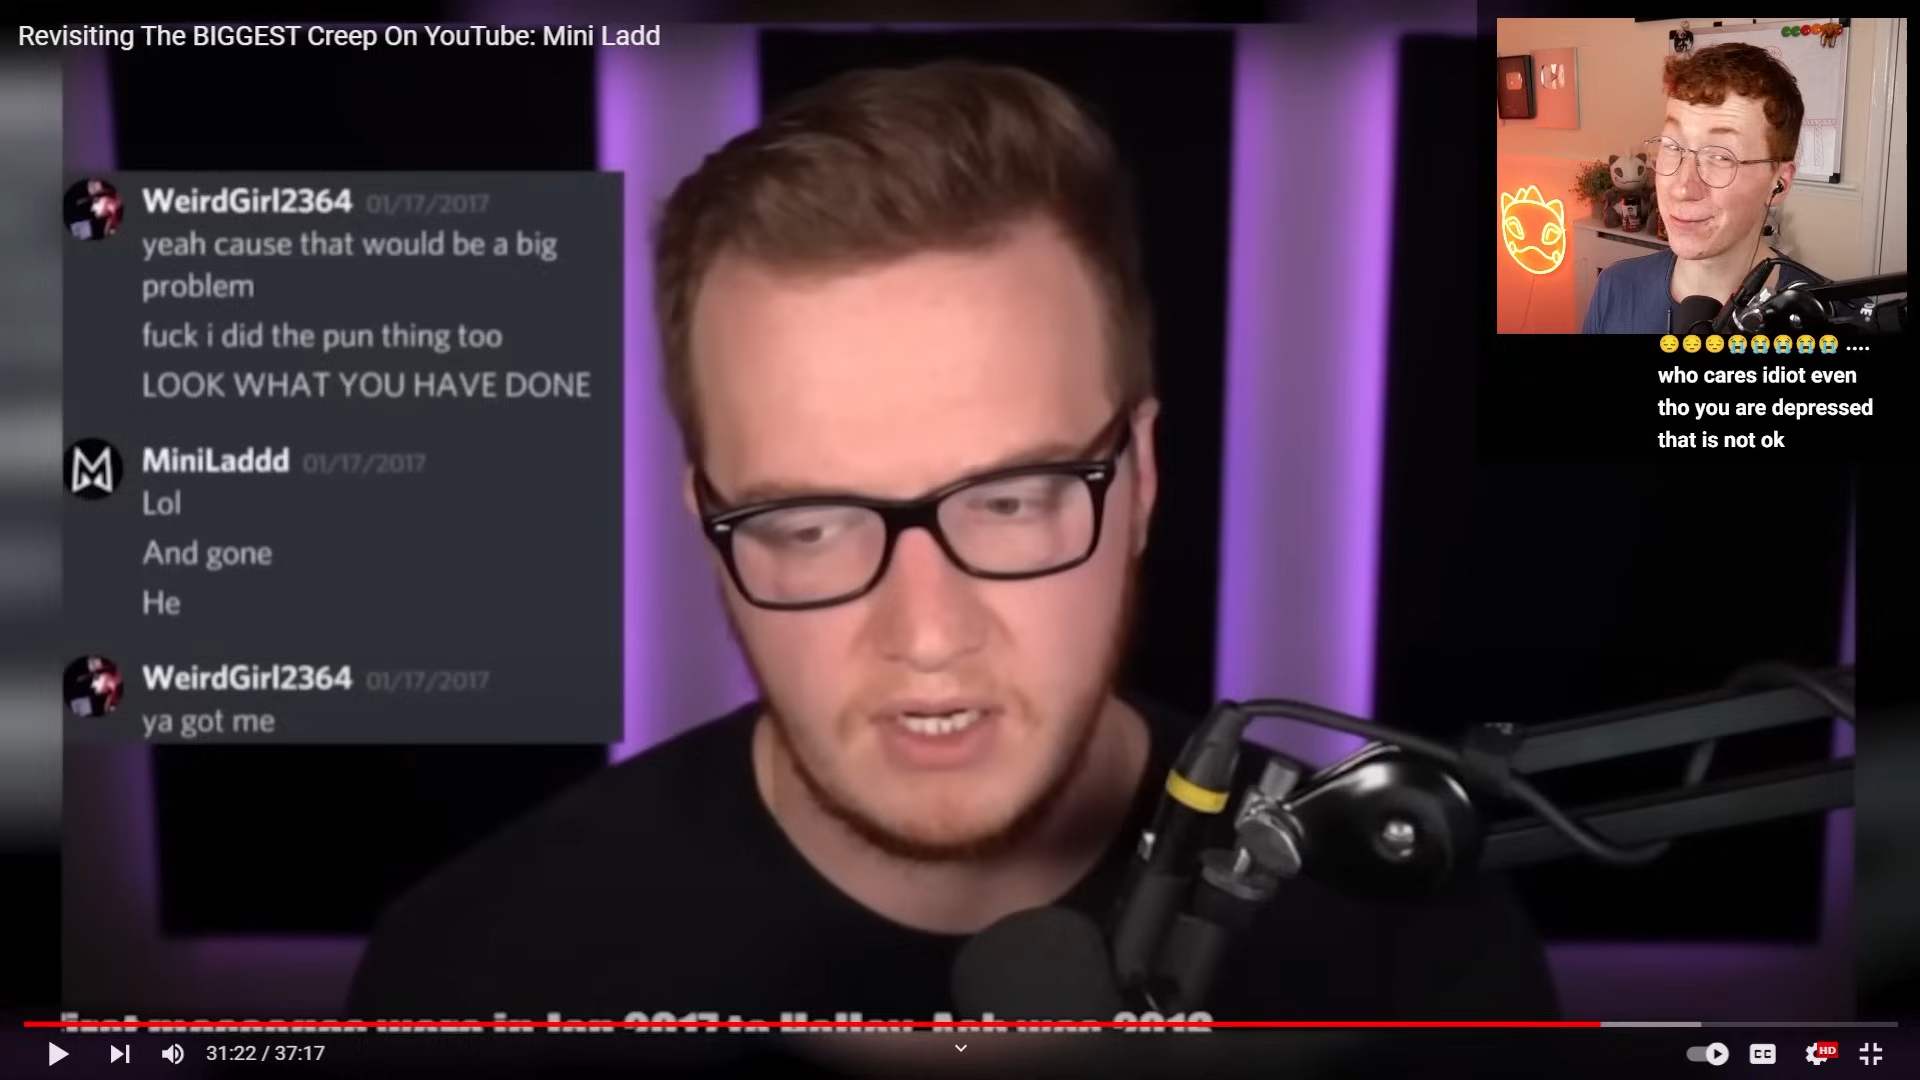 Revisiting The BIGGEST Creep On YouTube: Mini Ladd
WeirdGirl2364 01/17/2017
yeah cause that would be a big
problem
fuck i did the pun thing too
LOOK WHAT YOU HAVE DONE
MiniLaddd 01/17/2017
Lol
And gone
He
WeirdGirl2364 01/17/2017
ya got me
😔😔😔😭😭😭😭😭 ....
who cares idiot even
tho you are depressed
that is not ok
31:22 / 37:17
CC
HD